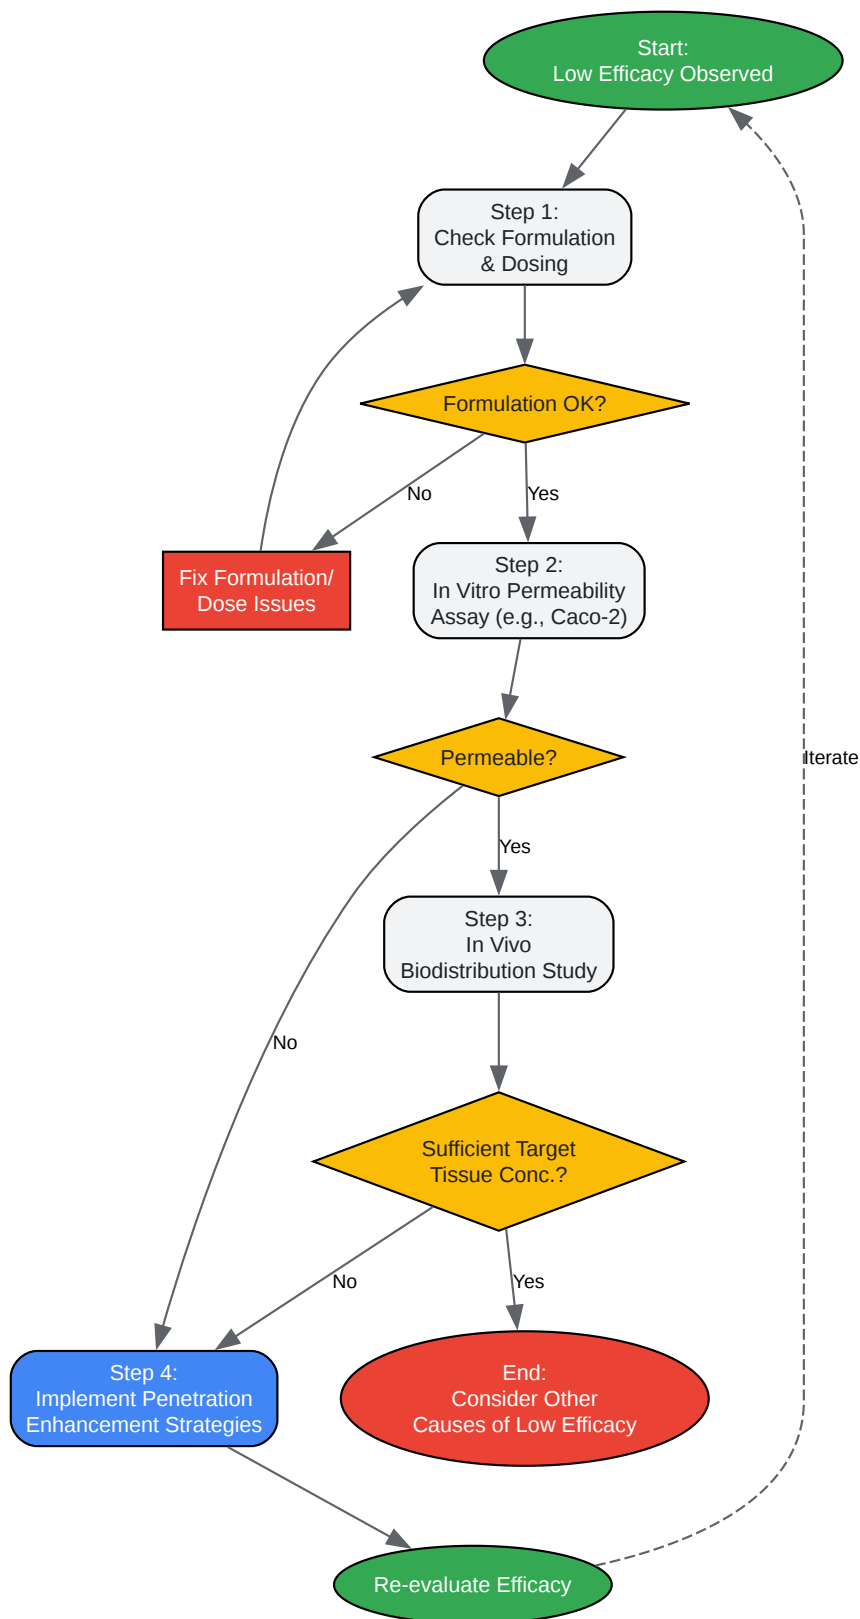 Start:
Low Efficacy Observed
Step 1:
Check Formulation
& Dosing
Formulation OK?
No
Yes
Fix Formulation/
Dose Issues
Step 2:
In Vitro Permeability
Assay (e.g., Caco-2)
Permeable?
Iterate
Yes
Step 3:
In Vivo
Biodistribution Study
No
Sufficient Target
Tissue Conc.?
No
Yes
Step 4:
Implement Penetration
Enhancement Strategies
End:
Consider Other
Causes of Low Efficacy
Re-evaluate Efficacy